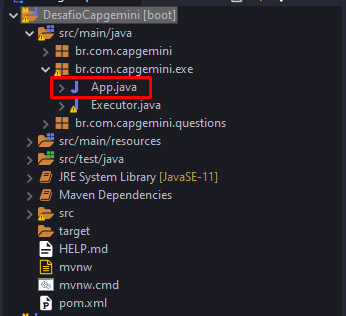 DesafioCapgemini [boot]
src/main/java
br.com.capgemini
br.com.capgemini.exe
App.java
Executor.java
br.com.capgemini.questions
src/main/resources
src/test/java
JRE System Library [JavaSE-11]
Maven Dependencies
src
target
HELP.md
mvnw
mvnw.cmd
pom.xml